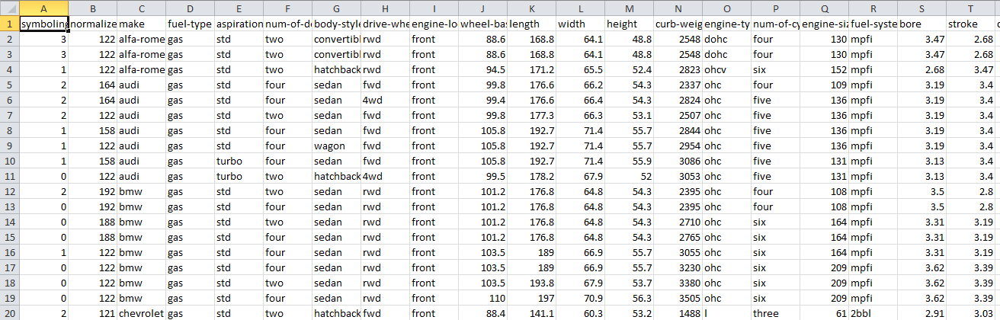 A B C D E F G H I J K L M N O P Q R S T
1 symboling normalize make fuel-type aspiration num-of-d body-style drive-whe engine-lo wheel-ba length width height curb-weig engine-ty num-of-cy engine-siz fuel-syste bore stroke
2 3 122 alfa-rome gas std two convertibl rwd front 88.6 168.8 64.1 48.8 2548 dohc four 130 mpfi 3.47 2.68
3 3 122 alfa-rome gas std two convertibl rwd front 88.6 168.8 64.1 48.8 2548 dohc four 130 mpfi 3.47 2.68
4 1 122 alfa-rome gas std two hatchback rwd front 94.5 171.2 65.5 52.4 2823 ohcv six 152 mpfi 2.68 3.47
5 2 164 audi gas std four sedan fwd front 99.8 176.6 66.2 54.3 2337 ohc four 109 mpfi 3.19 3.4
6 2 164 audi gas std four sedan 4wd front 99.4 176.6 66.4 54.3 2824 ohc five 136 mpfi 3.19 3.4
7 2 122 audi gas std two sedan fwd front 99.8 177.3 66.3 53.1 2507 ohc five 136 mpfi 3.19 3.4
8 1 158 audi gas std four sedan fwd front 105.8 192.7 71.4 55.7 2844 ohc five 136 mpfi 3.19 3.4
9 1 122 audi gas std four wagon fwd front 105.8 192.7 71.4 55.7 2954 ohc five 136 mpfi 3.19 3.4
10 1 158 audi gas turbo four sedan fwd front 105.8 192.7 71.4 55.9 3086 ohc five 131 mpfi 3.13 3.4
11 0 122 audi gas turbo two hatchback 4wd front 99.5 178.2 67.9 52 3053 ohc five 131 mpfi 3.13 3.4
12 2 192 bmw gas std two sedan rwd front 101.2 176.8 64.8 54.3 2395 ohc four 108 mpfi 3.5 2.8
13 0 192 bmw gas std four sedan rwd front 101.2 176.8 64.8 54.3 2395 ohc four 108 mpfi 3.5 2.8
14 0 188 bmw gas std two sedan rwd front 101.2 176.8 64.8 54.3 2710 ohc six 164 mpfi 3.31 3.19
15 0 188 bmw gas std four sedan rwd front 101.2 176.8 64.8 54.3 2765 ohc six 164 mpfi 3.31 3.19
16 1 122 bmw gas std four sedan rwd front 103.5 189 66.9 55.7 3055 ohc six 164 mpfi 3.31 3.19
17 0 122 bmw gas std four sedan rwd front 103.5 189 66.9 55.7 3230 ohc six 209 mpfi 3.62 3.39
18 0 122 bmw gas std two sedan rwd front 103.5 193.8 67.9 53.7 3380 ohc six 209 mpfi 3.62 3.39
19 0 122 bmw gas std four sedan rwd front 110 197 70.9 56.3 3505 ohc six 209 mpfi 3.62 3.39
20 2 121 chevrolet gas std two hatchback fwd front 88.4 141.1 60.3 53.2 1488 l three 61 2bbl 2.91 3.03